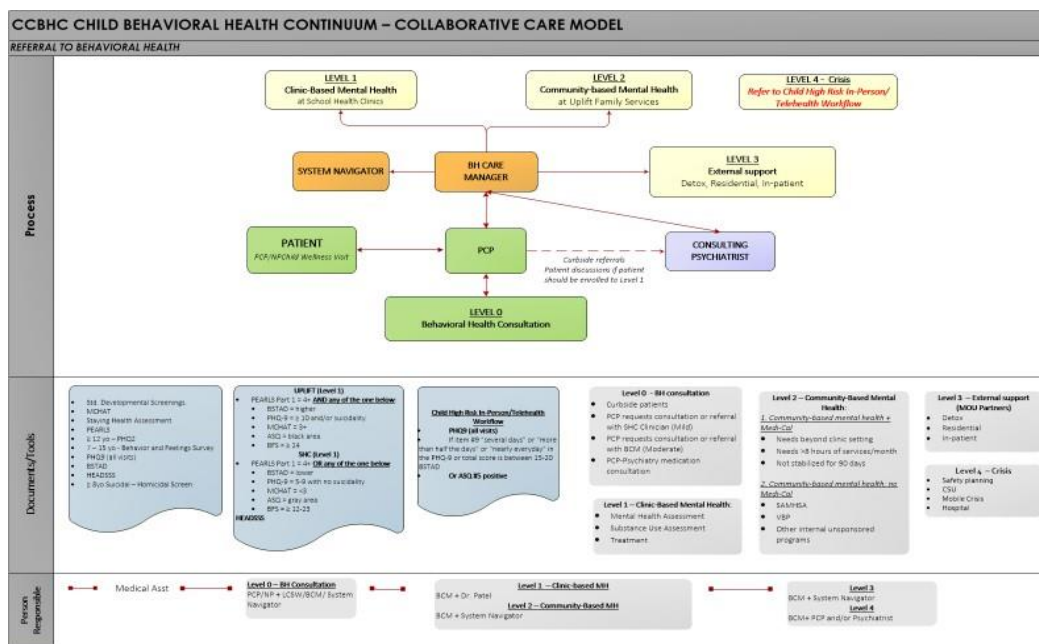 CCBHC CHILD BEHAVIORAL HEALTH CONTINUUM – COLLABORATIVE CARE MODEL
REFERRAL TO BEHAVIORAL HEALTH
Process
LEVEL 1
Clinic-Based Mental Health
at School Health Clinics
LEVEL 2
Community-based Mental Health
at Uplift Family Services
LEVEL 4 - Crisis
Refer to Child High Risk In-Person/
Telehealth Workflow
SYSTEM NAVIGATOR
BH CARE
MANAGER
LEVEL 3
External support
Detox, Residential, In-patient
PATIENT
PCP/NPChild Wellness Visit
PCP
Curbside referrals
Patient discussions if patient
should be enrolled to Level 1
CONSULTING
PSYCHIATRIST
LEVEL 0
Behavioral Health Consultation
Documents/Tools
• Std. Developmental Screenings.
• MCHAT
• Staying Health Assessment
• PEARLS
• ≥ 12 yo – PHQ2
• 7 – 15 yo - Behavior and Feelings Survey
• PHQ9 (all visits)
• BSTAD
• HEADSSS
• ≥ 8yo Suicidal – Homicidal Screen
UPLIFT (Level 1)
• PEARLS Part 1 = 4+ AND any of the one below
• BSTAD = higher
• PHQ-9 = ≥ 10 and/or suicidality
• MCHAT = 3+
• ASQ = black area
• BFS = ≥ 24
SHC (Level 1)
• PEARLS Part 1 = 4+ OR any of the one below
• BSTAD = lower
• PHQ-9 = 5-9 with no suicidality
• MCHAT = <3
• ASQ = gray area
• BFS = ≥ 12-23
HEADSSS
Child High Risk In-Person/Telehealth
Workflow
• PHQ9 (all visits)
If item #9 "several days" or "more
than half the days" or "nearly everyday" in
the PHQ-9 or total score is between 15-20
• BSTAD
Or ASQ #5 positive
Level 0 - BH consultation
• Curbside patients
• PCP requests consultation or referral
with SHC Clinician (Mild)
• PCP requests consultation or referral
with BCM (Moderate)
• PCP-Psychiatry medication
consultation
Level 1 – Clinic-Based Mental Health:
• Mental Health Assessment
• Substance Use Assessment
• Treatment
Level 2 – Community-Based Mental
Health:
1. Community-based mental health +
Medi-Cal
• Needs beyond clinic setting
• Needs >8 hours of services/month
• Not stabilized for 90 days
2. Community-based mental health, no
Medi-Cal
• SAMHSA
• VBP
• Other internal unsponsored
programs
Level 3 – External support
(MOU Partners)
• Detox
• Residential
• In-patient
Level 4 – Crisis
• Safety planning
• CSU
• Mobile Crisis
• Hospital
Person
Responsible
Medical Asst
Level 0 – BH Consultation
PCP/NP + LCSW/BCM/ System
Navigator
Level 1 – Clinic-based MH
BCM + Dr. Patel
Level 2 – Community-Based MH
BCM + System Navigator
Level 3
BCM + System Navigator
Level 4
BCM+ PCP and/or Psychiatrist